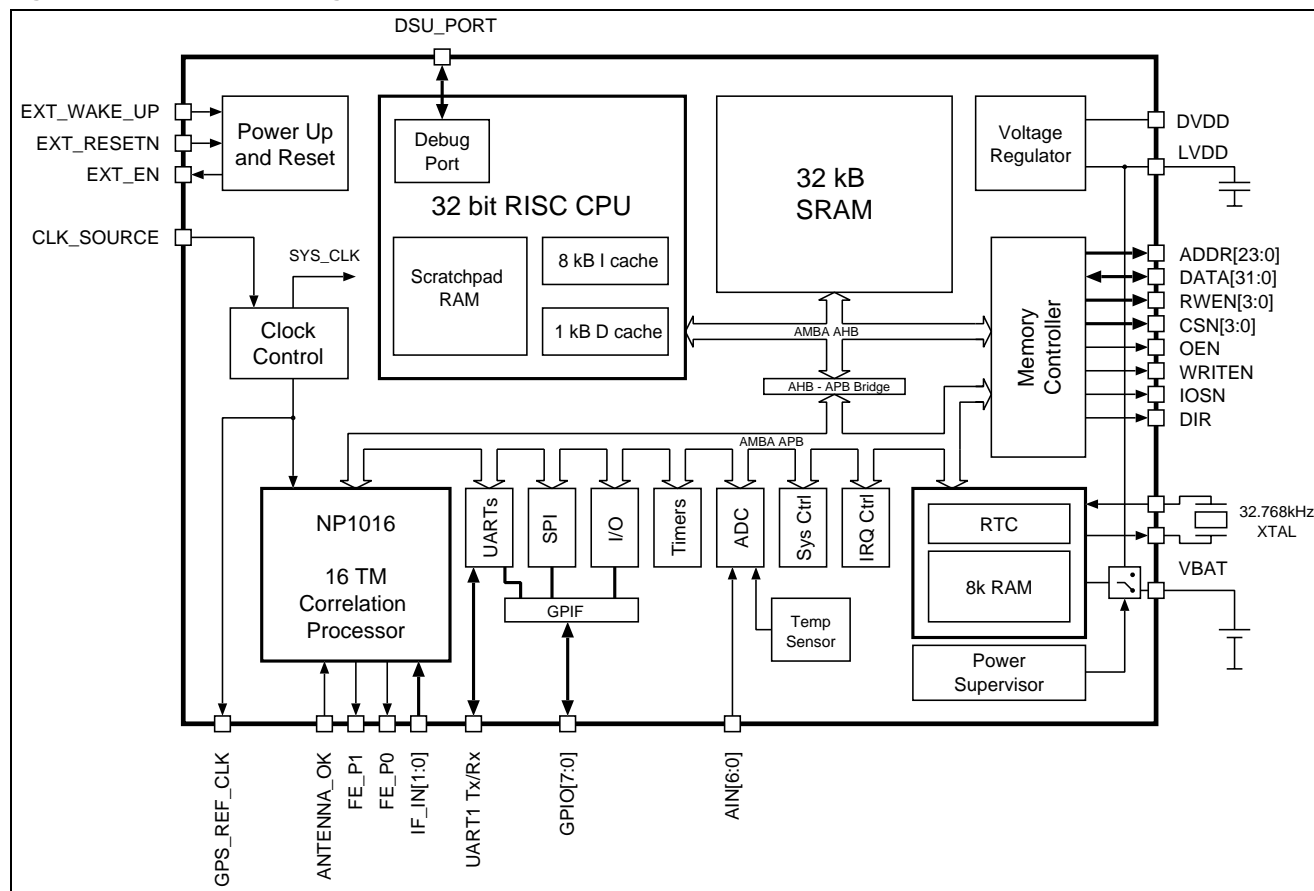 DSU_PORT
EXT_WAKE_UP
EXT_RESETN
EXT_EN
CLK_SOURCE
Power Up
and Reset
SYS_CLK
Clock
Control
Debug
Port
32 bit RISC CPU
Scratchpad
RAM
8 kB I cache
1 kB D cache
32 kB
SRAM
Voltage
Regulator
DVDD
LVDD
AMBA AHB
AHB - APB Bridge
AMBA APB
Memory
Controller
ADDR[23:0]
DATA[31:0]
RWEN[3:0]
CSN[3:0]
OEN
WRITEN
IOSN
DIR
NP1016
16 TM
Correlation
Processor
UARTs
SPI
I/O
Timers
ADC
Sys Ctrl
IRQ Ctrl
GPIF
Temp
Sensor
RTC
8k RAM
Power
Supervisor
32.768kHz
XTAL
VBAT
GPS_REF_CLK
ANTENNA_OK
FE_P1
FE_P0
IF_IN[1:0]
UART1 Tx/Rx
GPIO[7:0]
AIN[6:0]